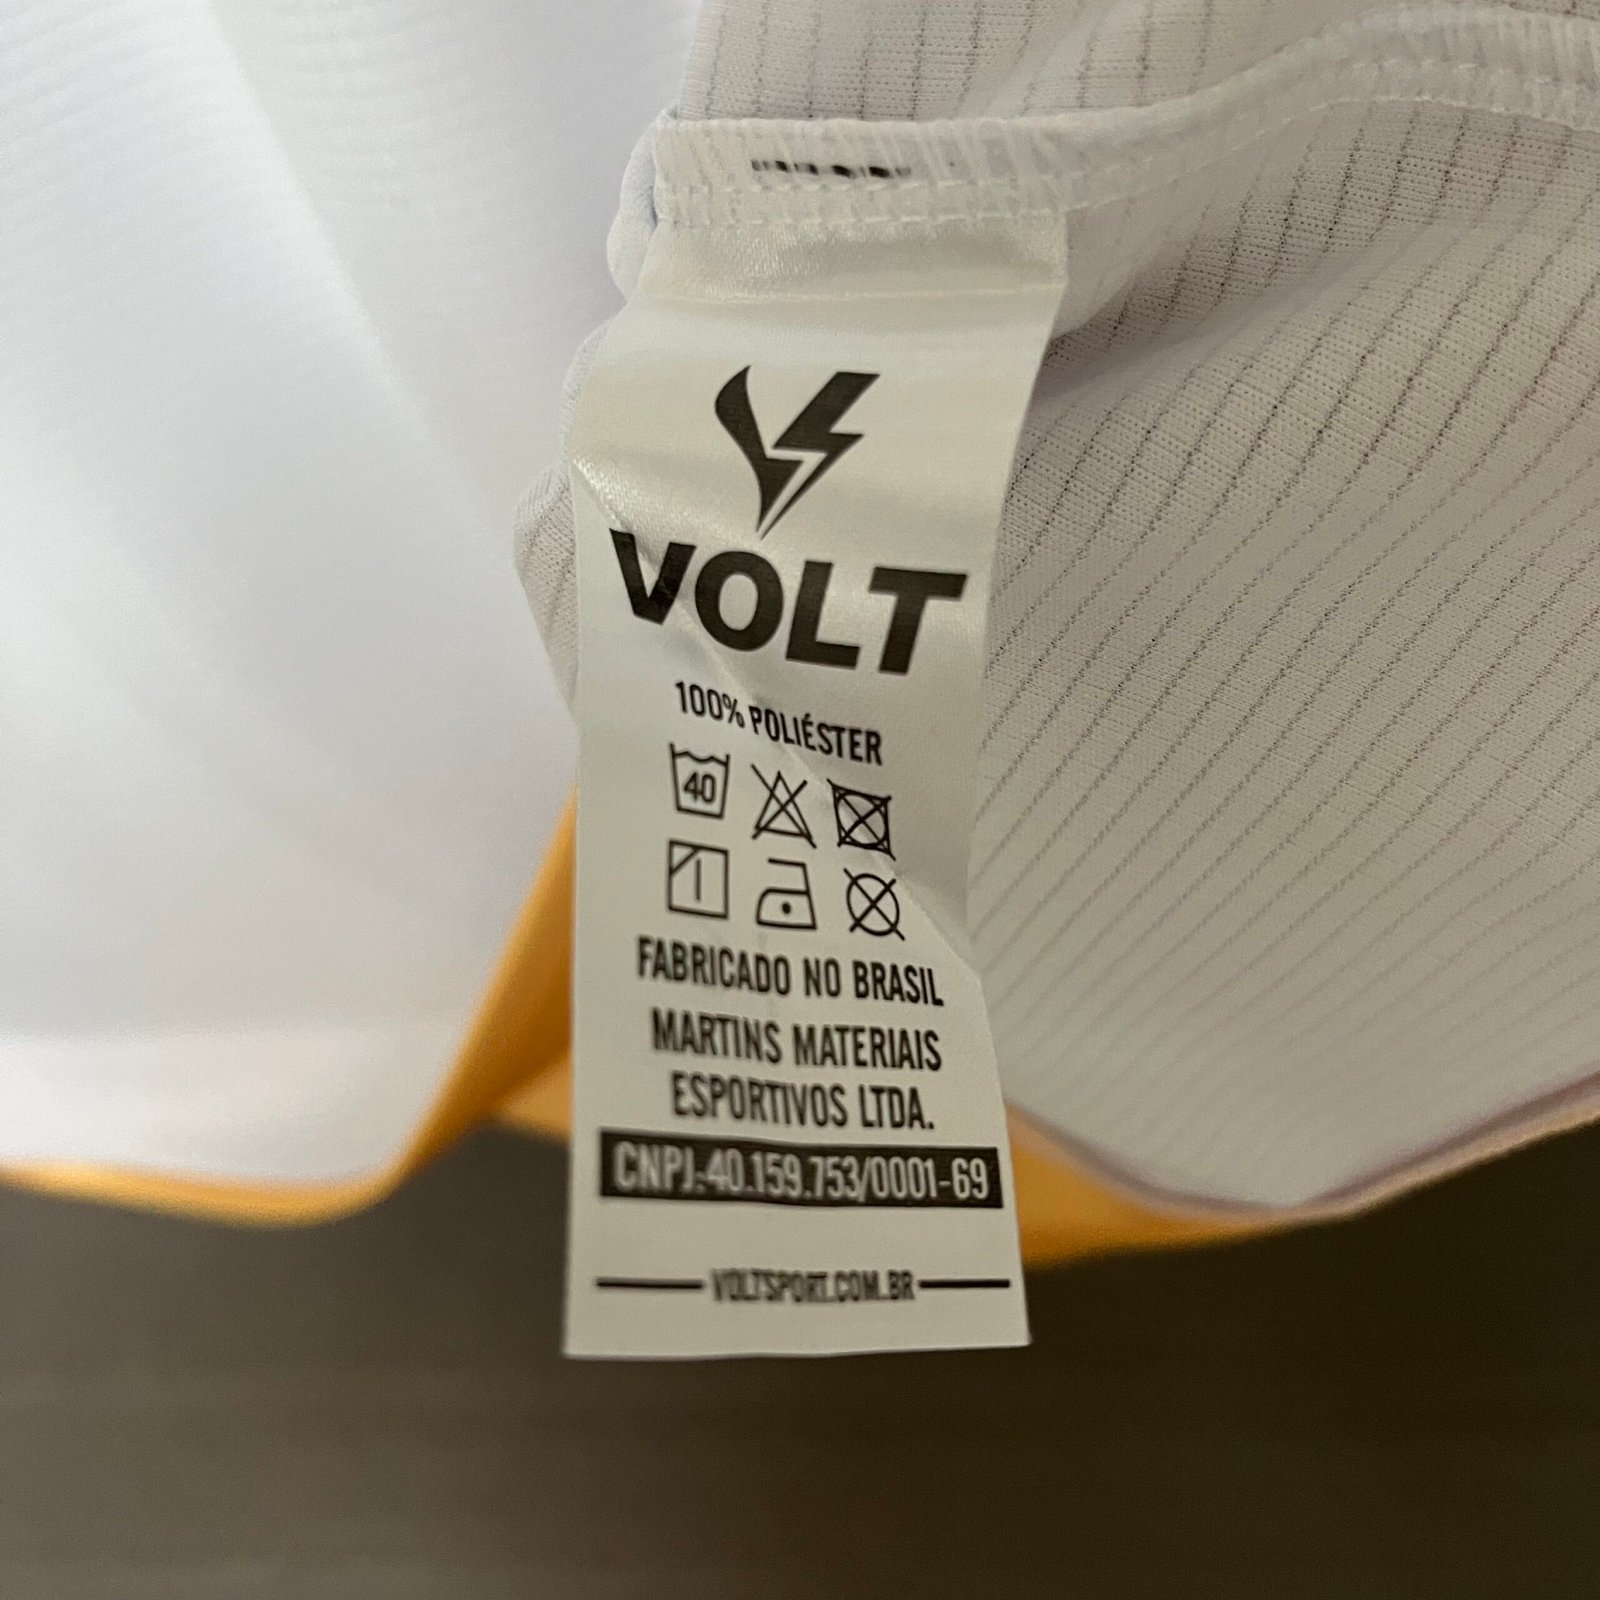 VOLT
100% POLIÉSTER
40
FABRICADO NO BRASIL
MARTINS MATERIAIS
ESPORTIVOS LTDA.
CNPJ:40.159.753/0001-69
VOLTSPORT.COM.BR